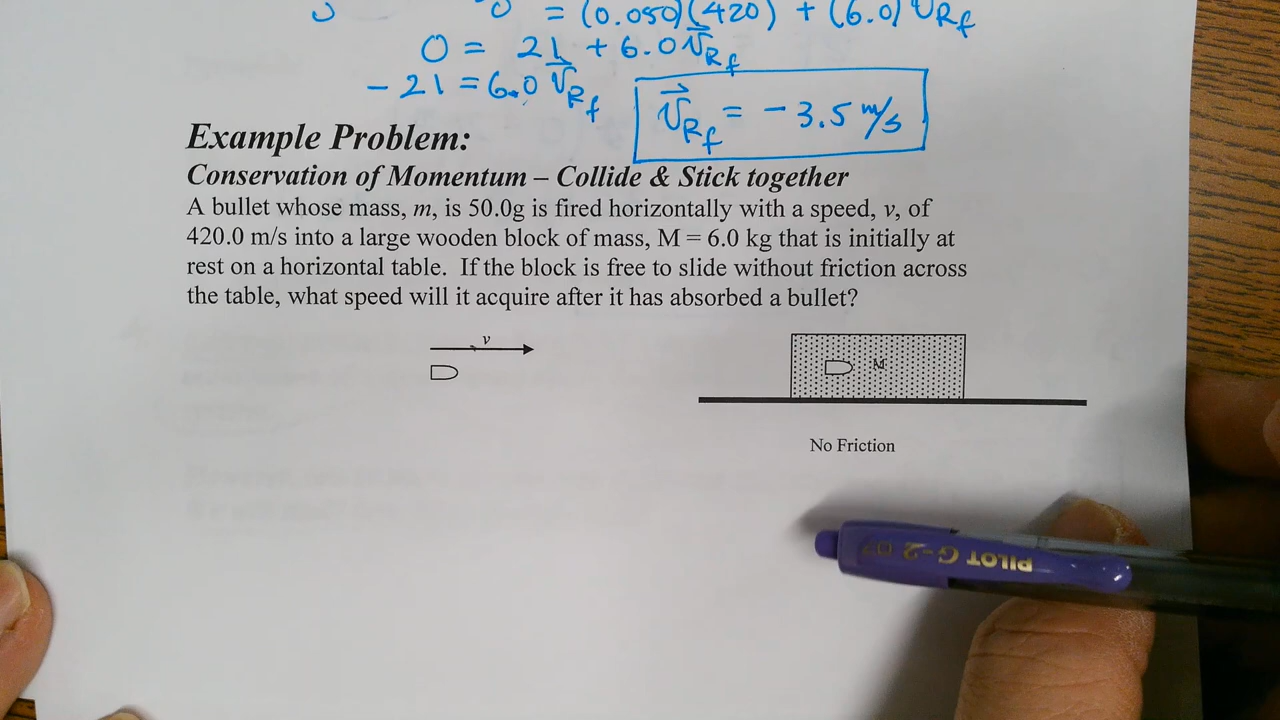 = (0.050)(420) + (6.0) v⃗Rf
0 = 21 + 6.0 v⃗Rf
-21 = 6.0 v⃗Rf
v⃗Rf = -3.5 m/s
Example Problem:
Conservation of Momentum – Collide & Stick together
A bullet whose mass, m, is 50.0g is fired horizontally with a speed, v, of
420.0 m/s into a large wooden block of mass, M = 6.0 kg that is initially at
rest on a horizontal table. If the block is free to slide without friction across
the table, what speed will it acquire after it has absorbed a bullet?
v
M
No Friction
PILOT G-2 07